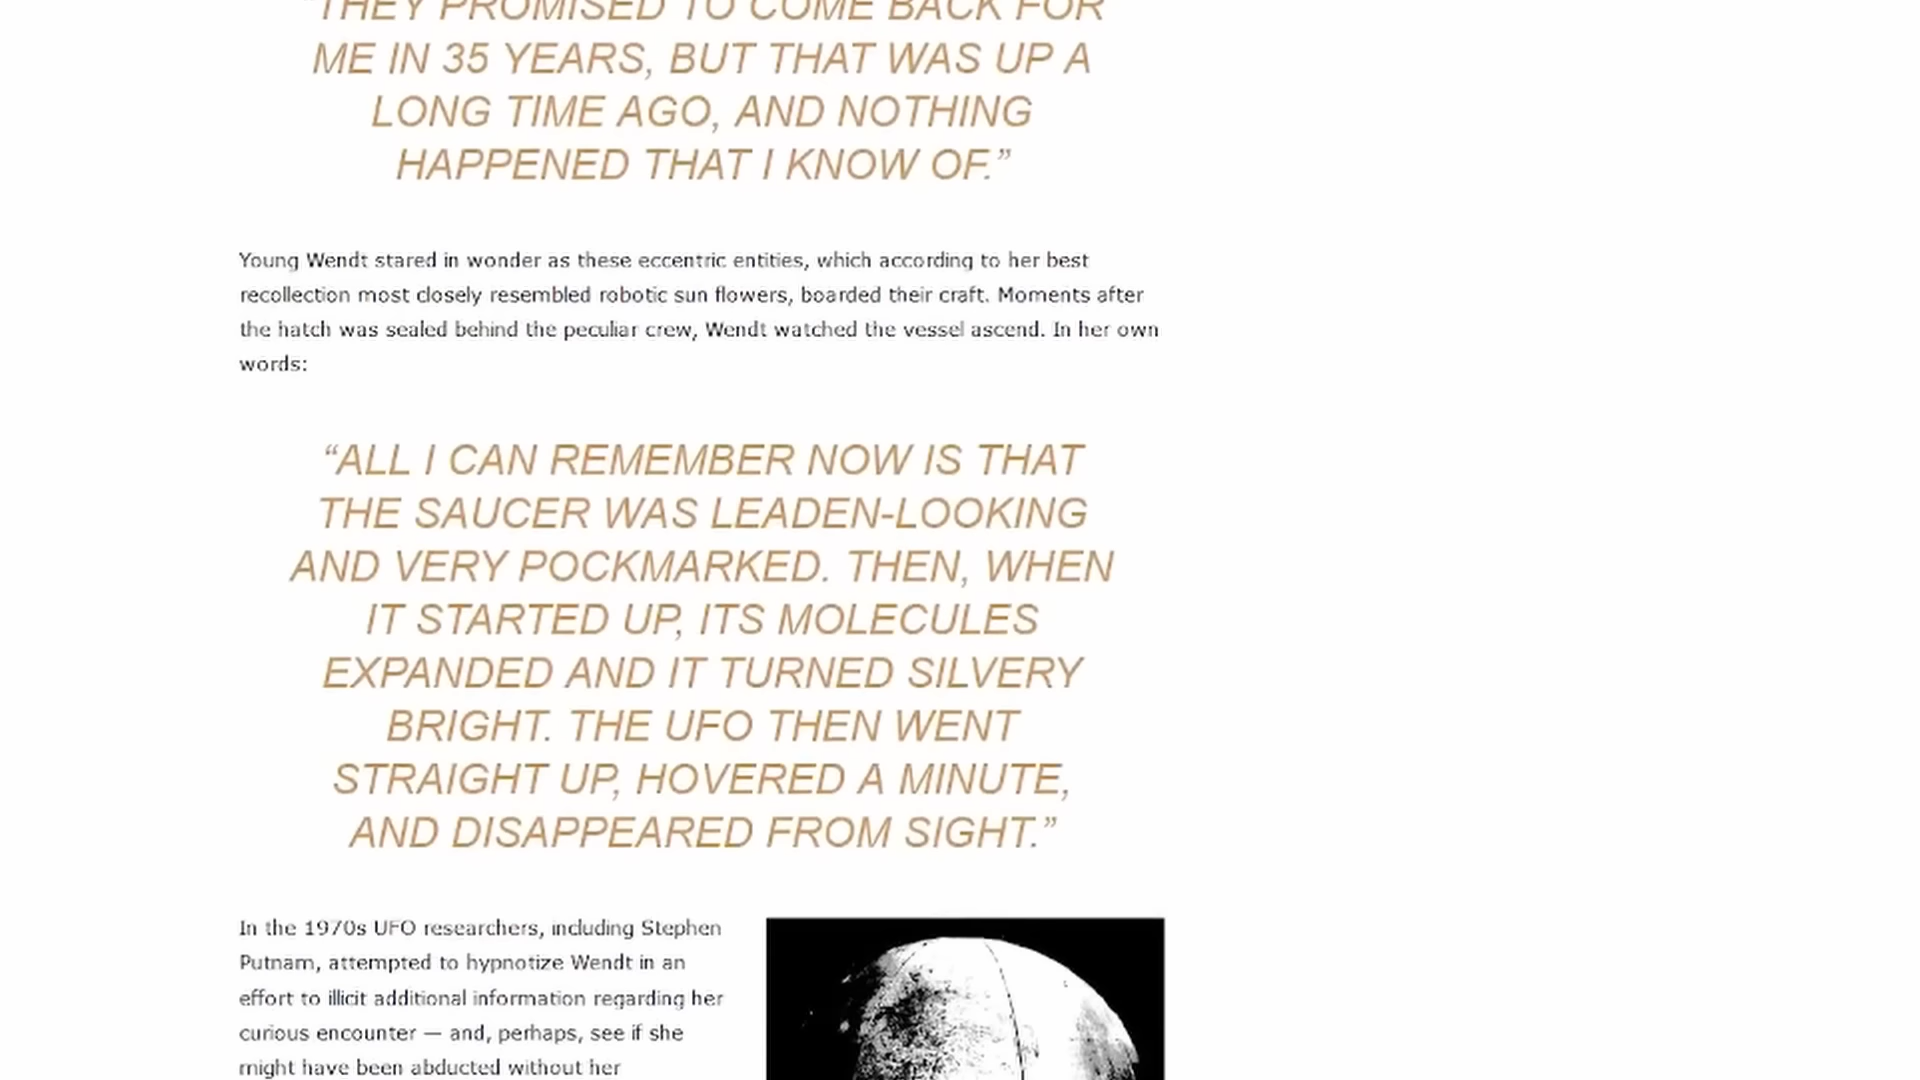 “THEY PROMISED TO COME BACK FOR
ME IN 35 YEARS, BUT THAT WAS UP A
LONG TIME AGO, AND NOTHING
HAPPENED THAT I KNOW OF.”
Young Wendt stared in wonder as these eccentric entities, which according to her best
recollection most closely resembled robotic sun flowers, boarded their craft. Moments after
the hatch was sealed behind the peculiar crew, Wendt watched the vessel ascend. In her own
words:
“ALL I CAN REMEMBER NOW IS THAT
THE SAUCER WAS LEADEN-LOOKING
AND VERY POCKMARKED. THEN, WHEN
IT STARTED UP, ITS MOLECULES
EXPANDED AND IT TURNED SILVERY
BRIGHT. THE UFO THEN WENT
STRAIGHT UP, HOVERED A MINUTE,
AND DISAPPEARED FROM SIGHT.”
In the 1970s UFO researchers, including Stephen
Putnam, attempted to hypnotize Wendt in an
effort to illicit additional information regarding her
curious encounter — and, perhaps, see if she
might have been abducted without her